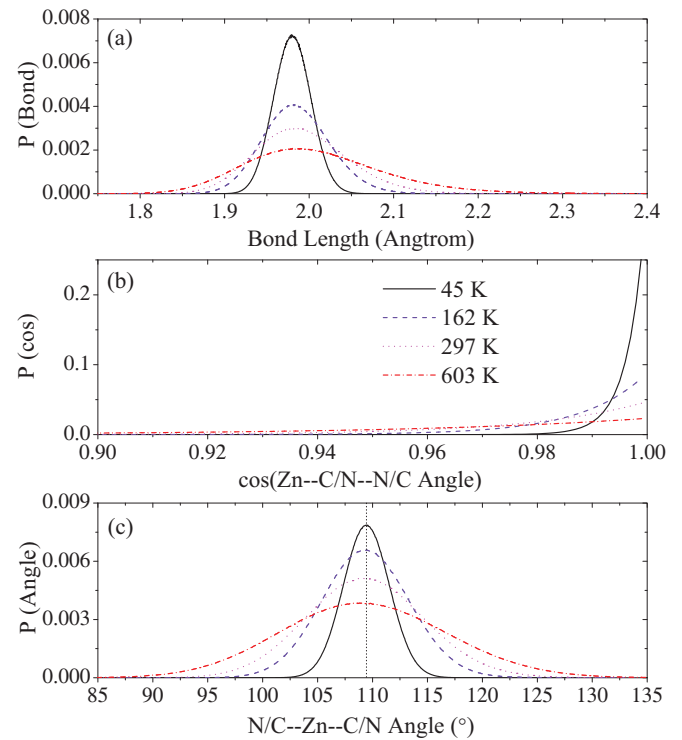 (a)
P (Bond)
0.008
0.006
0.004
0.002
0.000
1.8 1.9 2.0 2.1 2.2 2.3 2.4
Bond Length (Angtrom)
(b)
P (cos)
0.2
0.1
0.0
45 K
162 K
297 K
603 K
0.90 0.92 0.94 0.96 0.98 1.00
cos(Zn--C/N--N/C Angle)
(c)
P (Angle)
0.009
0.006
0.003
0.000
85 90 95 100 105 110 115 120 125 130 135
N/C--Zn--C/N Angle (°)